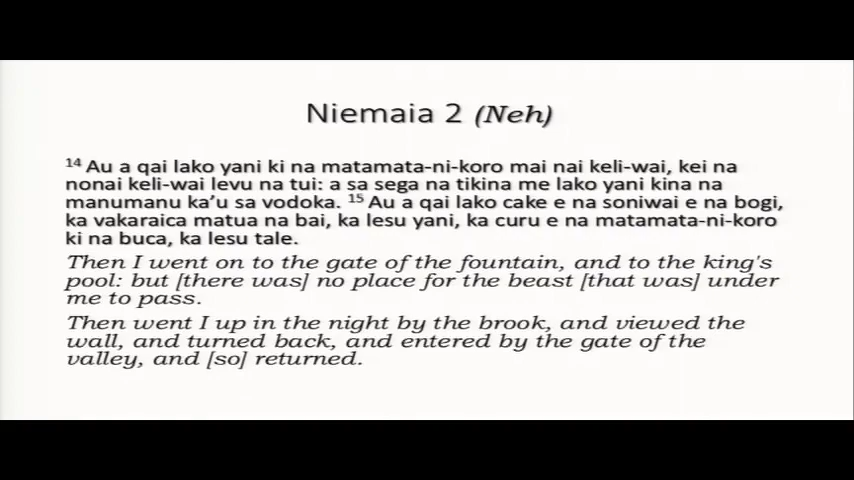 Niemaia 2 (Neh)
14 Au a qai lako yani ki na matamata-ni-koro mai nai keli-wai, kei na
nonai keli-wai levu na tui: a sa sega na tikina me lako yani kina na
manumanu ka’u sa vodoka. 15 Au a qai lako cake e na soniwai e na bogi,
ka vakaraica matua na bai, ka lesu yani, ka curu e na matamata-ni-koro
ki na buca, ka lesu tale.
Then I went on to the gate of the fountain, and to the king's
pool: but [there was] no place for the beast [that was] under
me to pass.
Then went I up in the night by the brook, and viewed the
wall, and turned back, and entered by the gate of the
valley, and [so] returned.